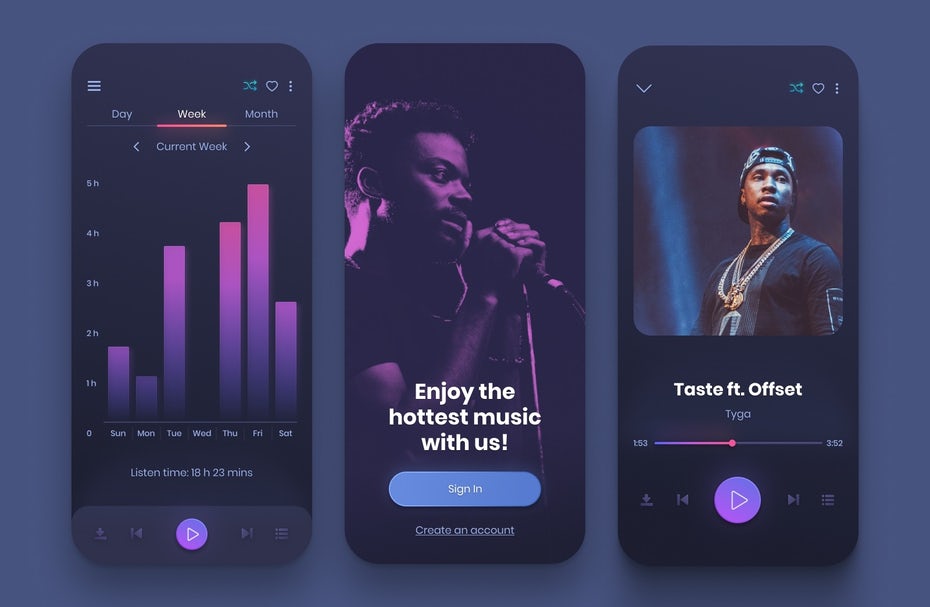 Day Week Month
Current Week
5 h
4 h
3 h
2 h
1 h
0 Sun Mon Tue Wed Thu Fri Sat
Listen time: 18 h 23 mins
Enjoy the
hottest music
with us!
Sign In
Create an account
Taste ft. Offset
Tyga
1:53 3:52